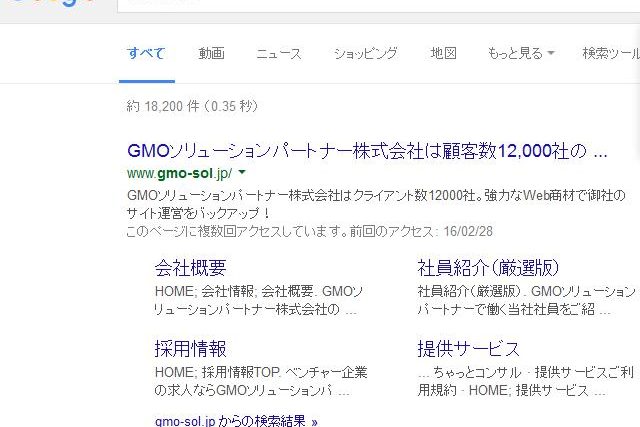 すべて 動画 ニュース ショッピング 地図 もっと見る 検索ツール
約 18,200 件 (0.35 秒)
GMOソリューションパートナー株式会社は顧客数12,000社の ...
www.gmo-sol.jp/
GMOソリューションパートナー株式会社はクライアント数12000社。強力なWeb商材で御社の
サイト運営をバックアップ！
このページに複数回アクセスしています。前回のアクセス: 16/02/28
会社概要
HOME; 会社情報; 会社概要. GMOソ
リューションパートナー株式会社の ...
社員紹介（厳選版）
社員紹介（厳選版）. GMOソリューション
パートナーで働く当社社員をご紹 ...
採用情報
HOME; 採用情報TOP. ベンチャー企業
の求人ならGMOソリューションパ ...
提供サービス
... ちゃっとコンサル · 提供サービスご利
用規約 · HOME; 提供サービス ...
gmo-sol.jp からの検索結果 »